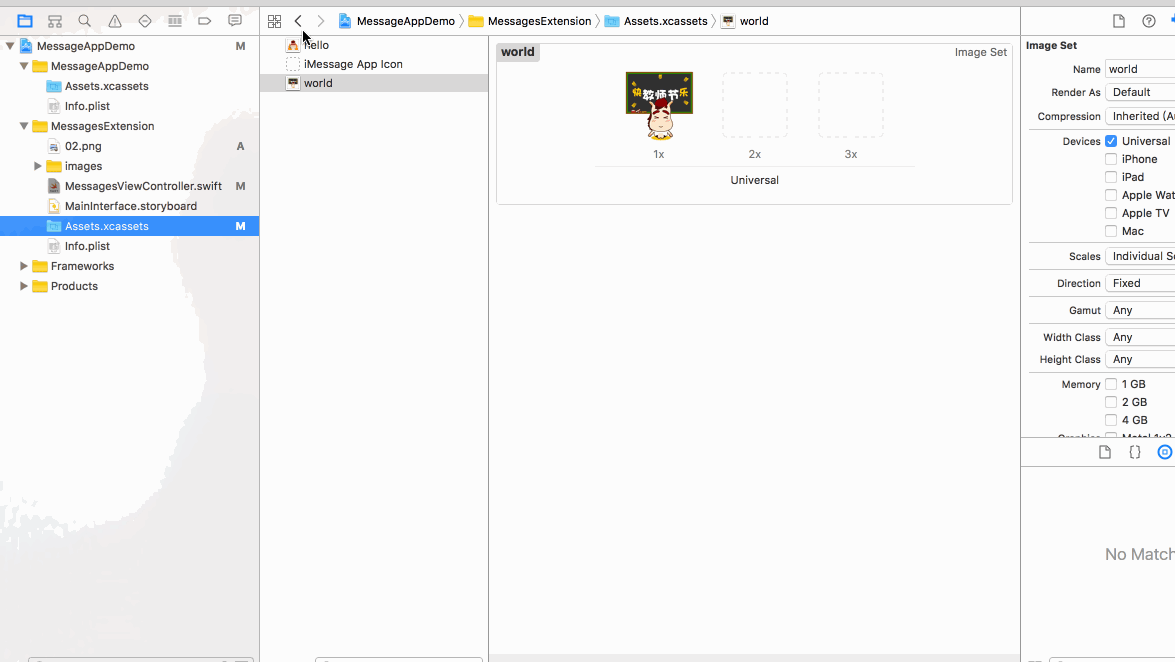 MessageAppDemo
MessagesExtension
Assets.xcassets
world
MessageAppDemo M
MessageAppDemo
Assets.xcassets
Info.plist
MessagesExtension
02.png A
images
MessagesViewController.swift M
MainInterface.storyboard
Assets.xcassets M
Info.plist
Frameworks
Products
hello
iMessage App Icon
world
world
Image Set
快教师节乐
1x
2x
3x
Universal
Image Set
Name world
Render As Default
Compression Inherited (A
Devices Universal
iPhone
iPad
Apple Wat
Apple TV
Mac
Scales Individual S
Direction Fixed
Gamut Any
Width Class Any
Height Class Any
Memory 1 GB
2 GB
4 GB
No Match